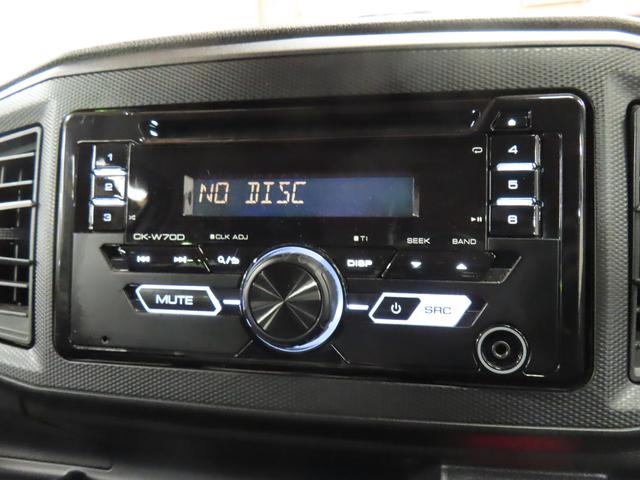 NO DISC
1
2
3
4
5
6
CK-W70D
CLK ADJ
TI
SEEK
BAND
DISP
MUTE
SRC